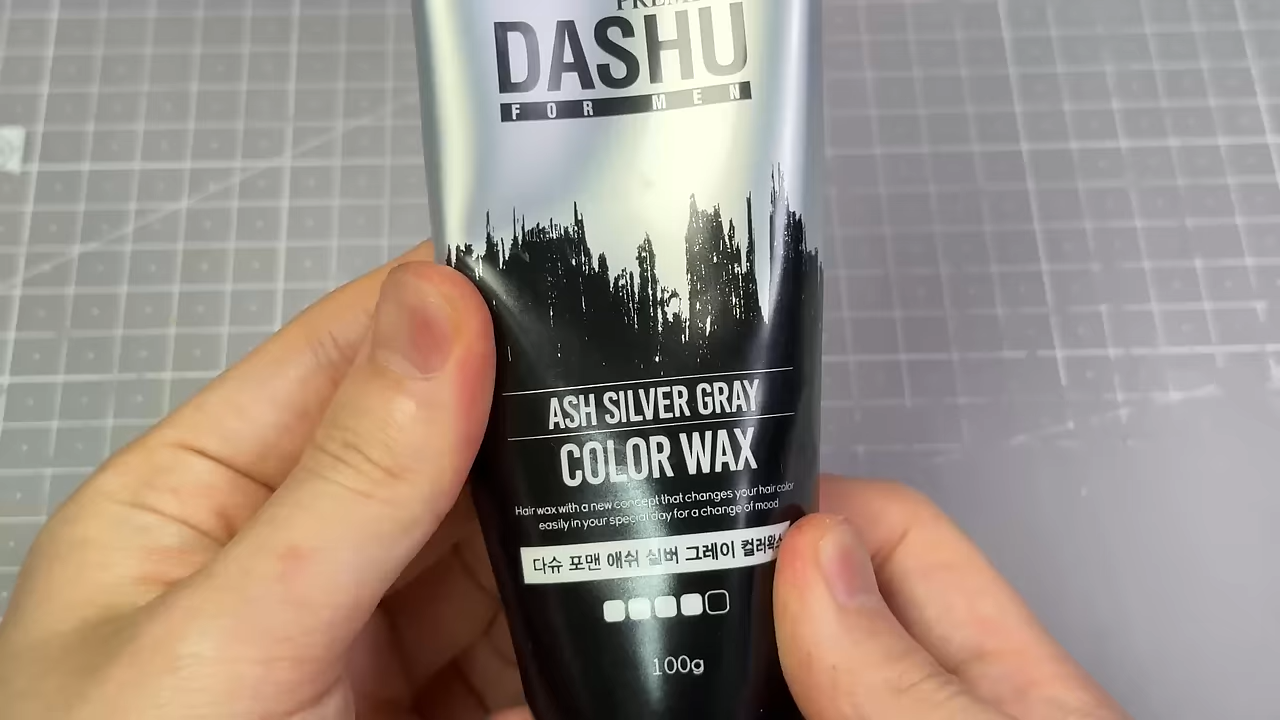 DASHU
FOR MEN
ASH SILVER GRAY
COLOR WAX
Hair wax with a new concept that changes your hair color
easily in your special day for a change of mood
다슈 포맨 애쉬 실버 그레이 컬러왁스
100g